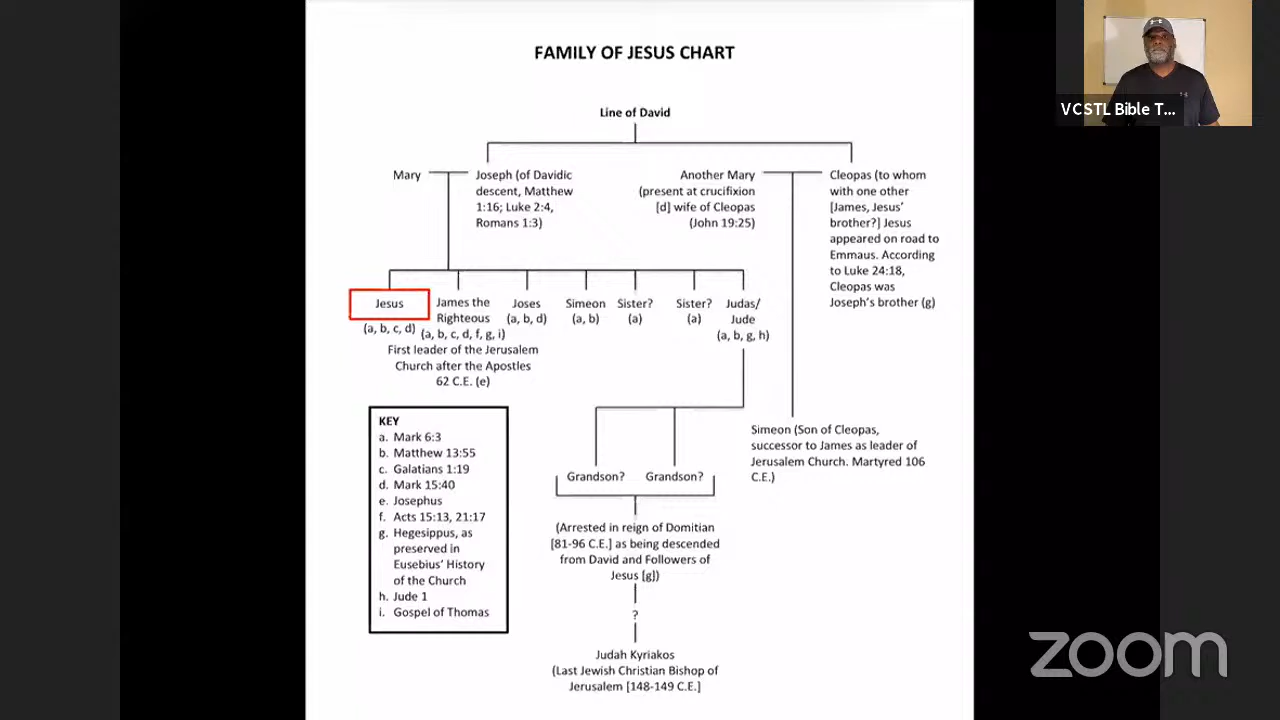 FAMILY OF JESUS CHART
VCSTL Bible T...
Line of David
Mary
Joseph (of Davidic
descent, Matthew
1:16; Luke 2:4,
Romans 1:3)
Another Mary
(present at crucifixion
[d] wife of Cleopas
(John 19:25)
Cleopas (to whom
with one other
[James, Jesus'
brother?] Jesus
appeared on road to
Emmaus. According
to Luke 24:18,
Cleopas was
Joseph's brother (g)
Jesus
(a, b, c, d)
James the
Righteous
(a, b, c, d, f, g, i)
First leader of the Jerusalem
Church after the Apostles
62 C.E. (e)
Joses
(a, b, d)
Simeon
(a, b)
Sister?
(a)
Sister?
(a)
Judas/
Jude
(a, b, g, h)
KEY
a. Mark 6:3
b. Matthew 13:55
c. Galatians 1:19
d. Mark 15:40
e. Josephus
f. Acts 15:13, 21:17
g. Hegesippus, as
preserved in
Eusebius' History
of the Church
h. Jude 1
i. Gospel of Thomas
Simeon (Son of Cleopas,
successor to James as leader of
Jerusalem Church. Martyred 106
C.E.)
Grandson? Grandson?
(Arrested in reign of Domitian
[81-96 C.E.] as being descended
from David and Followers of
Jesus [g])
?
Judah Kyriakos
(Last Jewish Christian Bishop of
Jerusalem [148-149 C.E.]
zoom